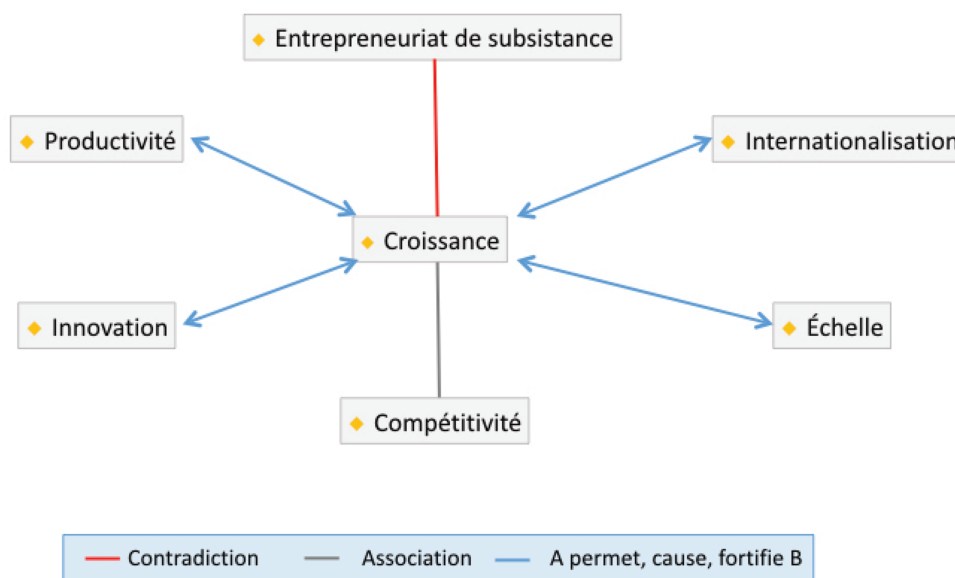 Entrepreneuriat de subsistance
Productivité
Internationalisation
Croissance
Innovation
Échelle
Compétitivité
Contradiction Association A permet, cause, fortifie B